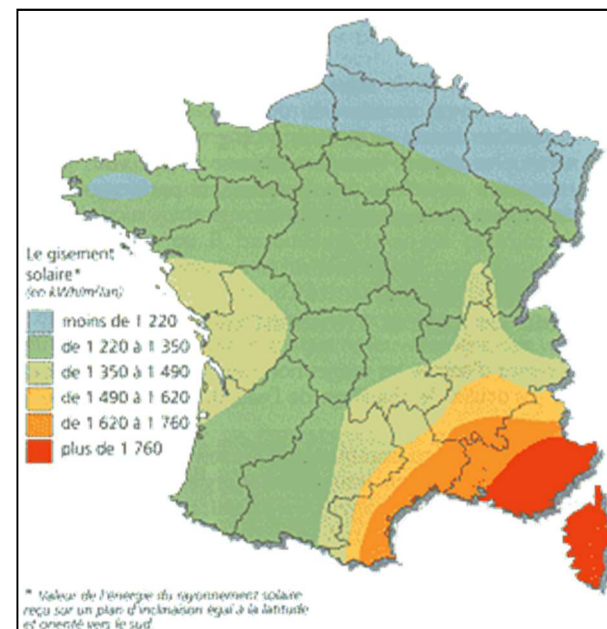 Le gisement
solaire*
(en kWh/m²/an)
moins de 1 220
de 1 220 à 1 350
de 1 350 à 1 490
de 1 490 à 1 620
de 1 620 à 1 760
plus de 1 760
* Valeur de l'énergie du rayonnement solaire
reçu sur un plan d'inclinaison égal à la latitude
et orienté vers le sud